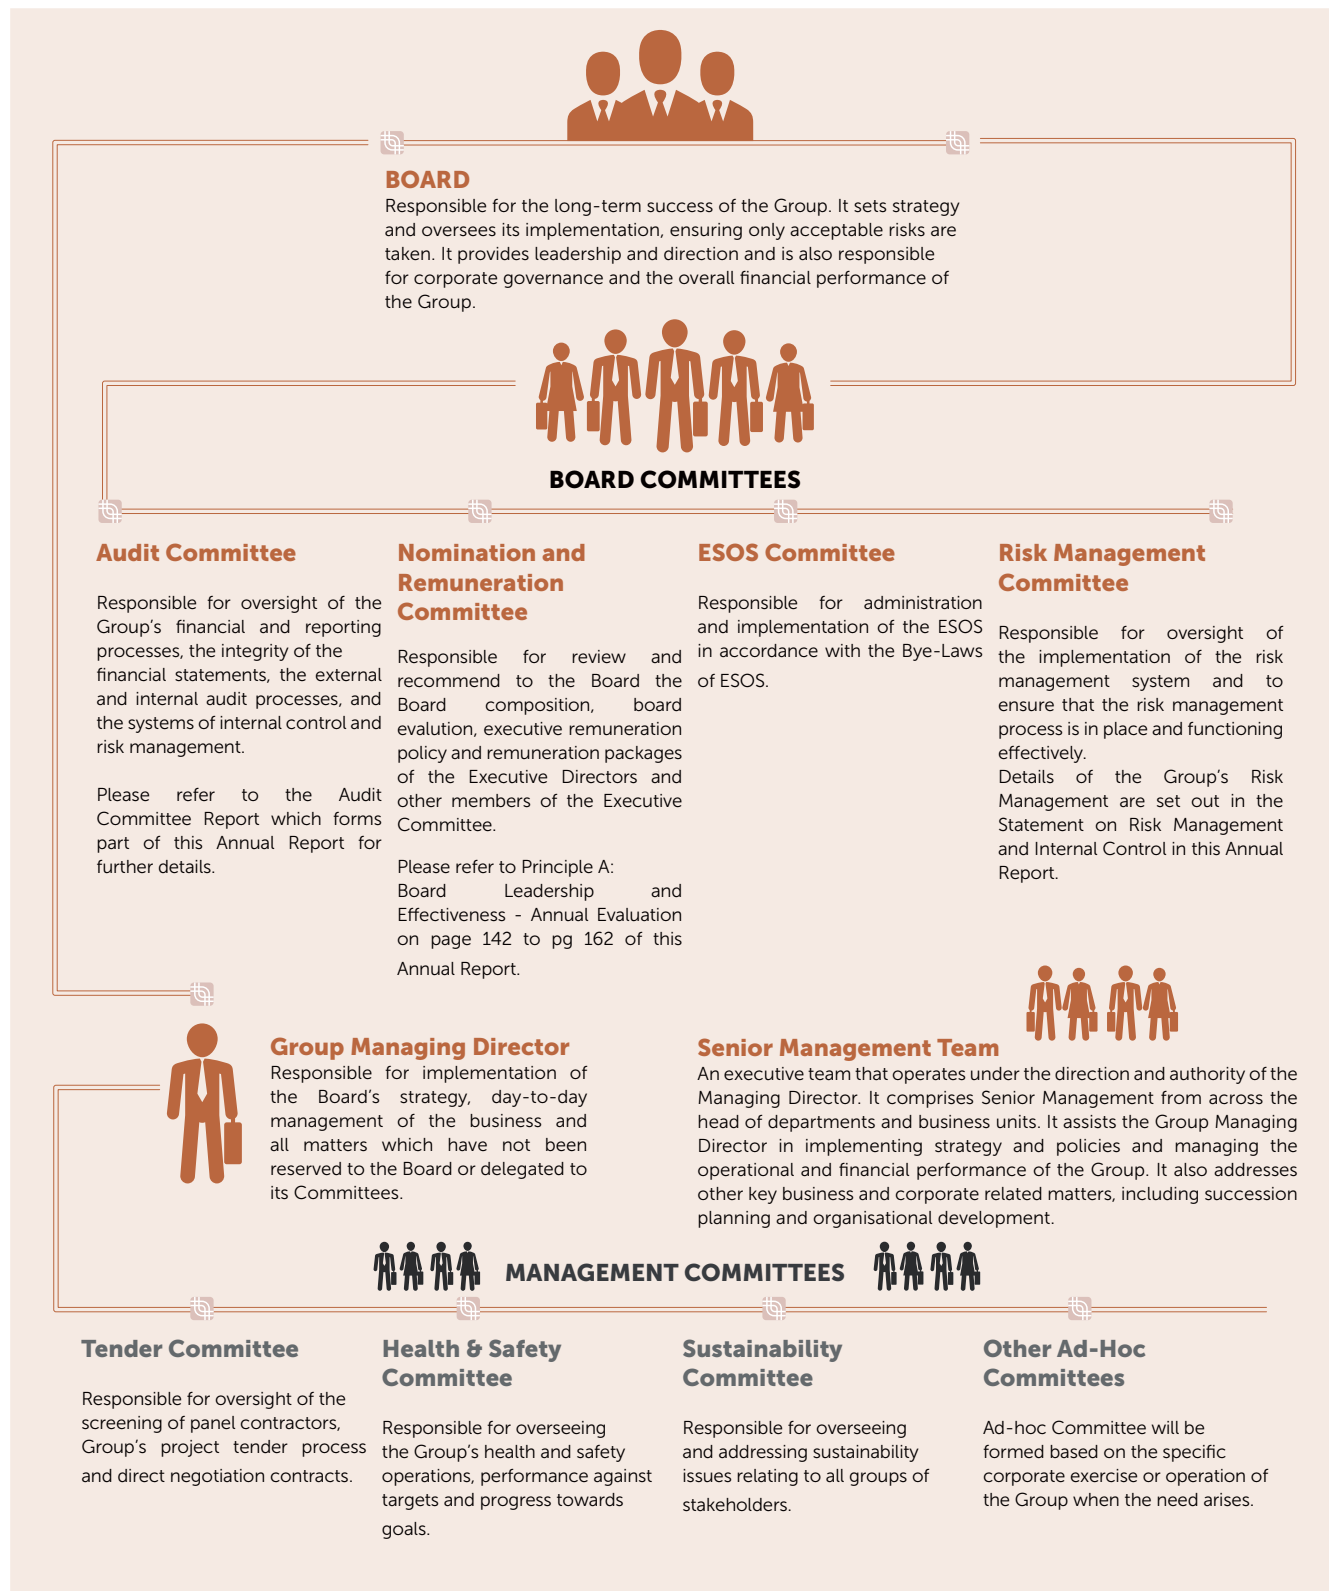 BOARD
Responsible for the long-term success of the Group. It sets strategy
and oversees its implementation, ensuring only acceptable risks are
taken. It provides leadership and direction and is also responsible
for corporate governance and the overall financial performance of
the Group.
BOARD COMMITTEES
Audit Committee
Responsible for oversight of the
Group's financial and reporting
processes, the integrity of the
financial statements, the external
and internal audit processes, and
the systems of internal control and
risk management.
Please refer to the Audit
Committee Report which forms
part of this Annual Report for
further details.
Nomination and
Remuneration
Committee
Responsible for review and
recommend to the Board the
Board composition, board
evalution, executive remuneration
policy and remuneration packages
of the Executive Directors and
other members of the Executive
Committee.
Please refer to Principle A:
Board Leadership and
Effectiveness - Annual Evaluation
on page 142 to pg 162 of this
Annual Report.
ESOS Committee
Responsible for administration
and implementation of the ESOS
in accordance with the Bye-Laws
of ESOS.
Risk Management
Committee
Responsible for oversight of
the implementation of the risk
management system and to
ensure that the risk management
process is in place and functioning
effectively.
Details of the Group's Risk
Management are set out in the
Statement on Risk Management
and Internal Control in this Annual
Report.
Group Managing Director
Responsible for implementation of
the Board's strategy, day-to-day
management of the business and
all matters which have not been
reserved to the Board or delegated to
its Committees.
Senior Management Team
An executive team that operates under the direction and authority of the
Managing Director. It comprises Senior Management from across the
head of departments and business units. It assists the Group Managing
Director in implementing strategy and policies and managing the
operational and financial performance of the Group. It also addresses
other key business and corporate related matters, including succession
planning and organisational development.
MANAGEMENT COMMITTEES
Tender Committee
Responsible for oversight of the
screening of panel contractors,
Group's project tender process
and direct negotiation contracts.
Health & Safety
Committee
Responsible for overseeing
the Group's health and safety
operations, performance against
targets and progress towards
goals.
Sustainability
Committee
Responsible for overseeing
and addressing sustainability
issues relating to all groups of
stakeholders.
Other Ad-Hoc
Committees
Ad-hoc Committee will be
formed based on the specific
corporate exercise or operation of
the Group when the need arises.